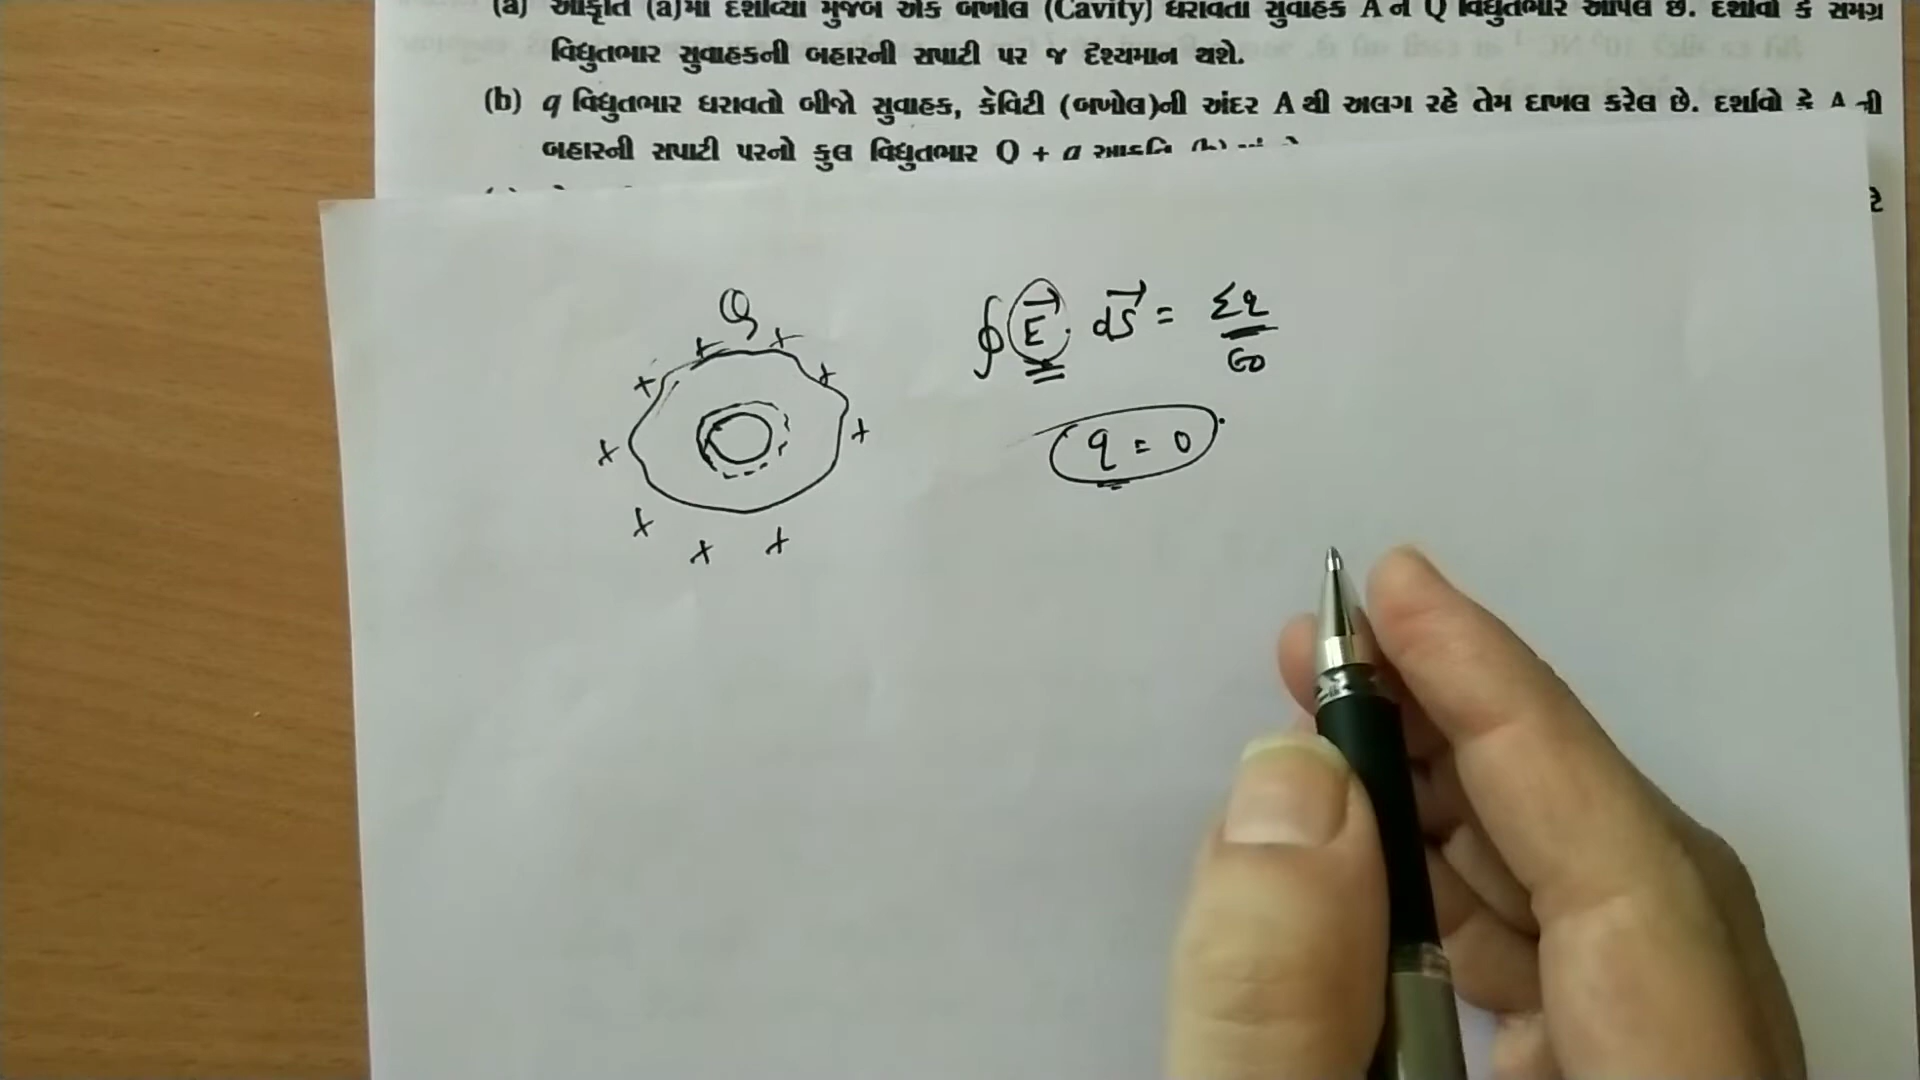 (a) આકૃતિ (a)માં દર્શાવ્યા મુજબ એક બખોલ (Cavity) ધરાવતા સુવાહક A ને Q વિદ્યુતભાર આપેલ છે. દર્શાવો કે સમગ્ર
વિદ્યુતભાર સુવાહકની બહારની સપાટી પર જ દૃશ્યમાન થશે.
(b) q વિદ્યુતભાર ધરાવતો બીજો સુવાહક, કેવિટી (બખોલ)ની અંદર A થી અલગ રહે તેમ દાખલ કરેલ છે. દર્શાવો કે A ની
બહારની સપાટી પરનો કુલ વિદ્યુતભાર Q + q આકૃતિ (b)
Q
+ + + + + + + + +
∮ E⃗ . dS⃗ = Σq / ε0
q = 0